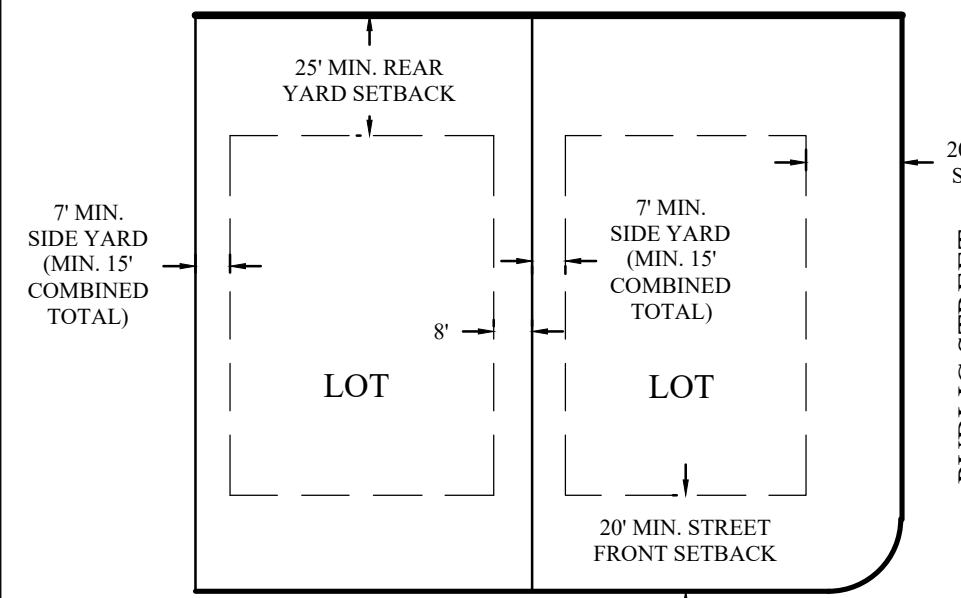 25' MIN. REAR
YARD SETBACK
7' MIN.
SIDE YARD
(MIN. 15'
COMBINED
TOTAL)
7' MIN.
SIDE YARD
(MIN. 15'
COMBINED
TOTAL)
8'
LOT
LOT
20' MIN. STREET
FRONT SETBACK